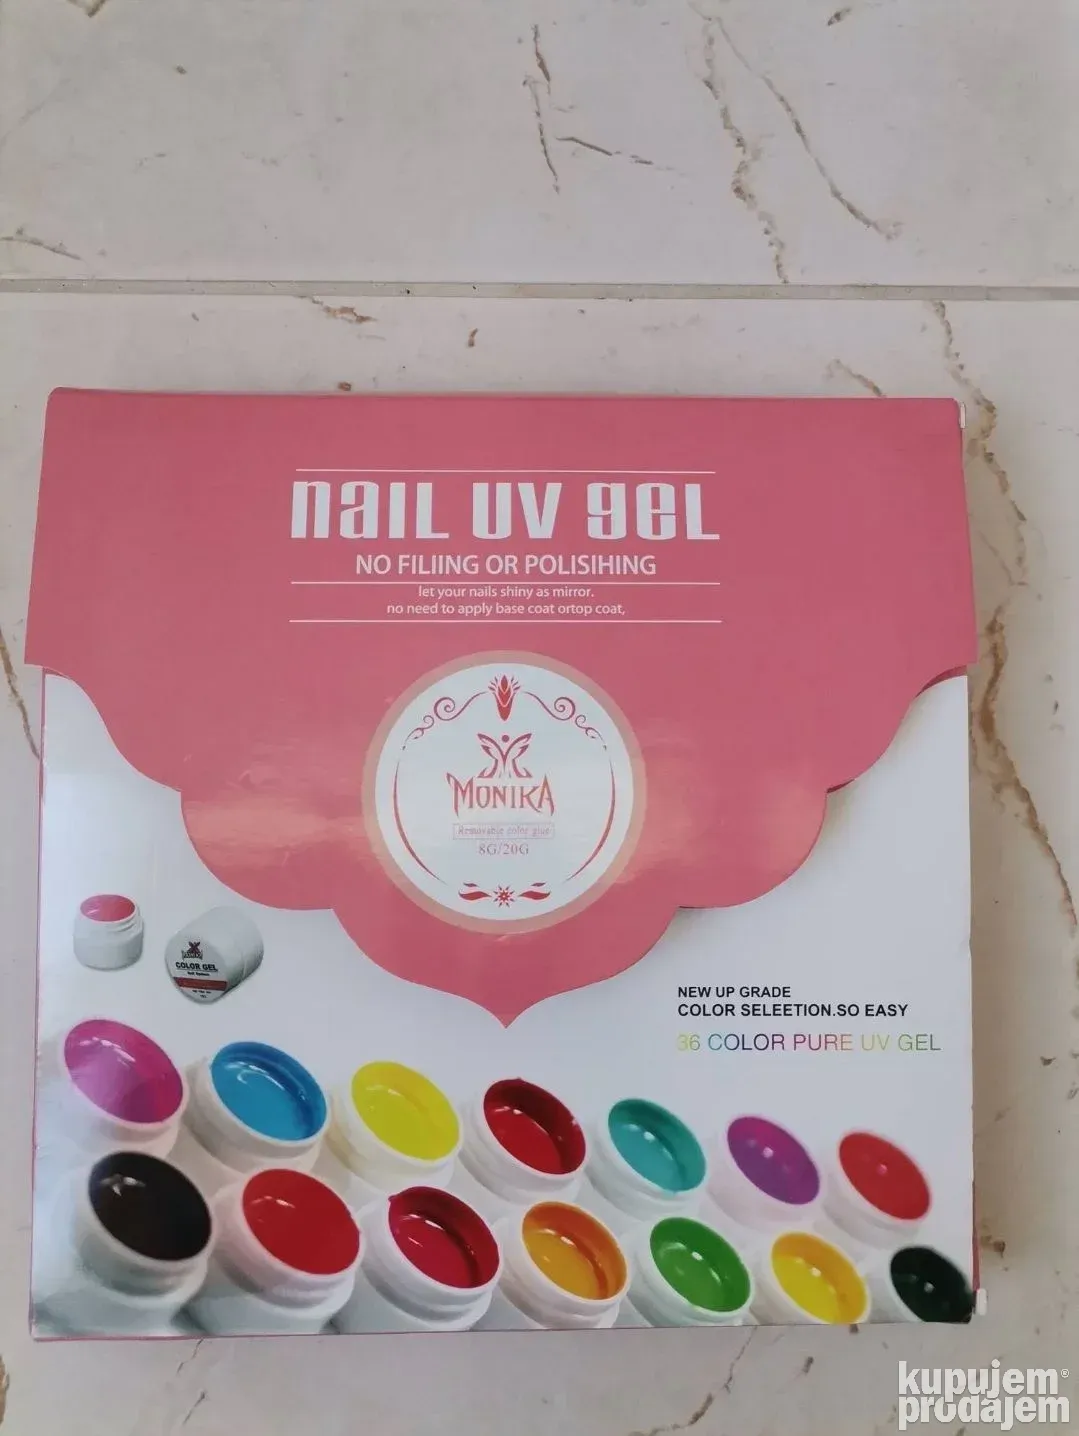 nail UV gel
NO FILIING OR POLISIHING
let your nails shiny as mirror.
no need to apply base coat ortop coat,
MONIKA
Removable color glue
8G/20G
MONIKA
COLOR GEL
NEW UP GRADE
COLOR SELEETION.SO EASY
36 COLOR PURE UV GEL
kupujem®
prodajem